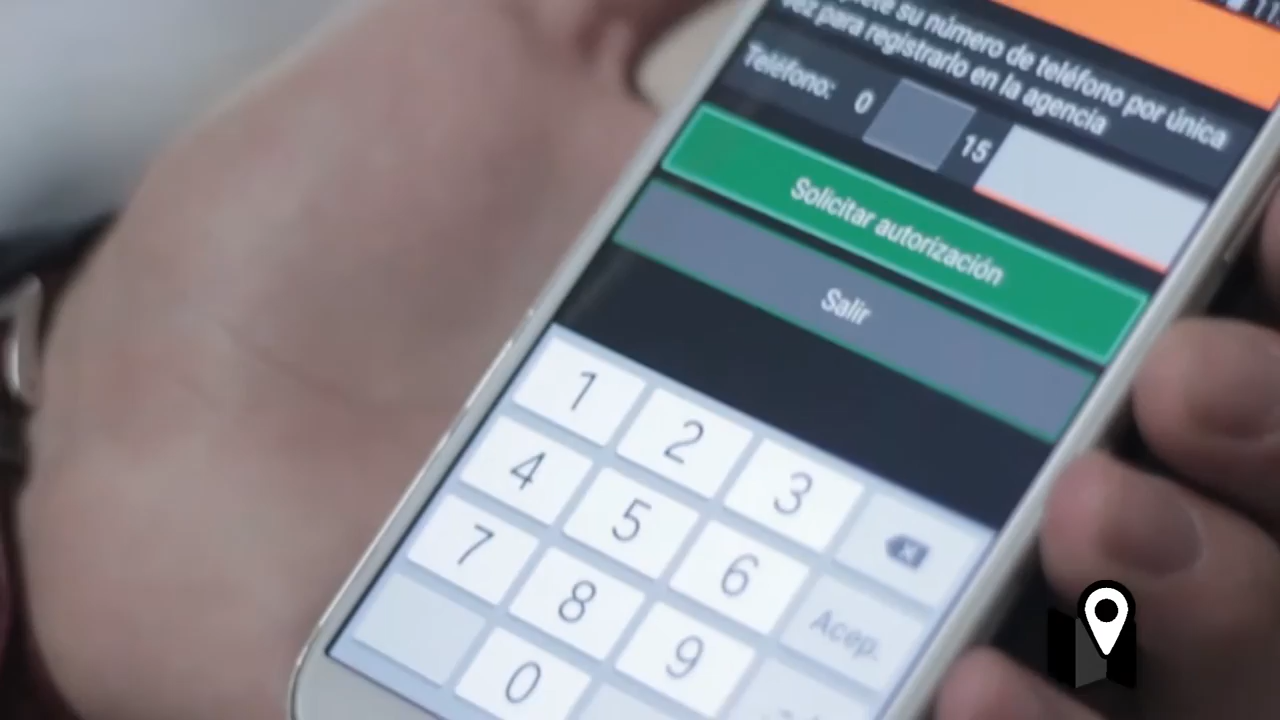 su número de teléfono por única
vez para registrarlo en la agencia
Teléfono: 0 15
Solicitar autorización
Salir
1 2 3
4 5 6 Acep.
7 8 9
0